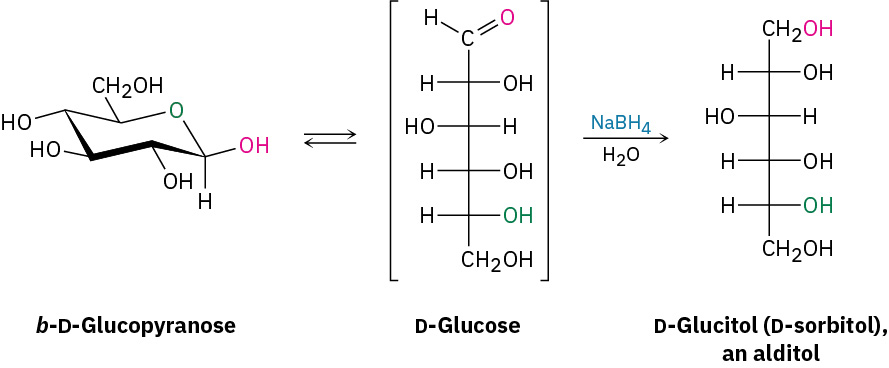 H O
C
H OH
HO H
H OH
H OH
CH2OH
CH2OH
O
HO
HO
OH
OH
H
NaBH4
H2O
CH2OH
H OH
HO H
H OH
H OH
CH2OH
b-D-Glucopyranose
D-Glucose
D-Glucitol (D-sorbitol),
an alditol